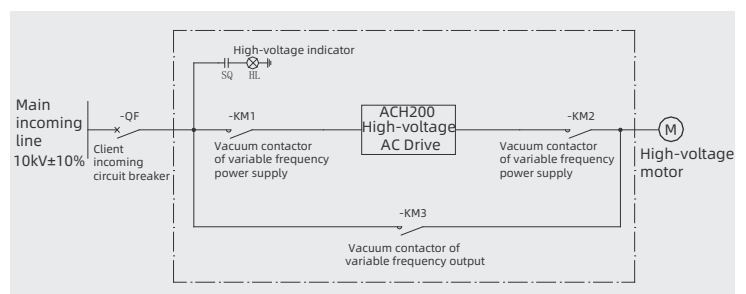 High-voltage indicator
SQ HL
Main
incoming
line
10kV±10%
-QF
Client
incoming
circuit breaker
-KM1
Vacuum contactor
of variable frequency
power supply
ACH200
High-voltage
AC Drive
-KM2
Vacuum contactor
of variable frequency
power supply
M
High-voltage
motor
-KM3
Vacuum contactor of
variable frequency output